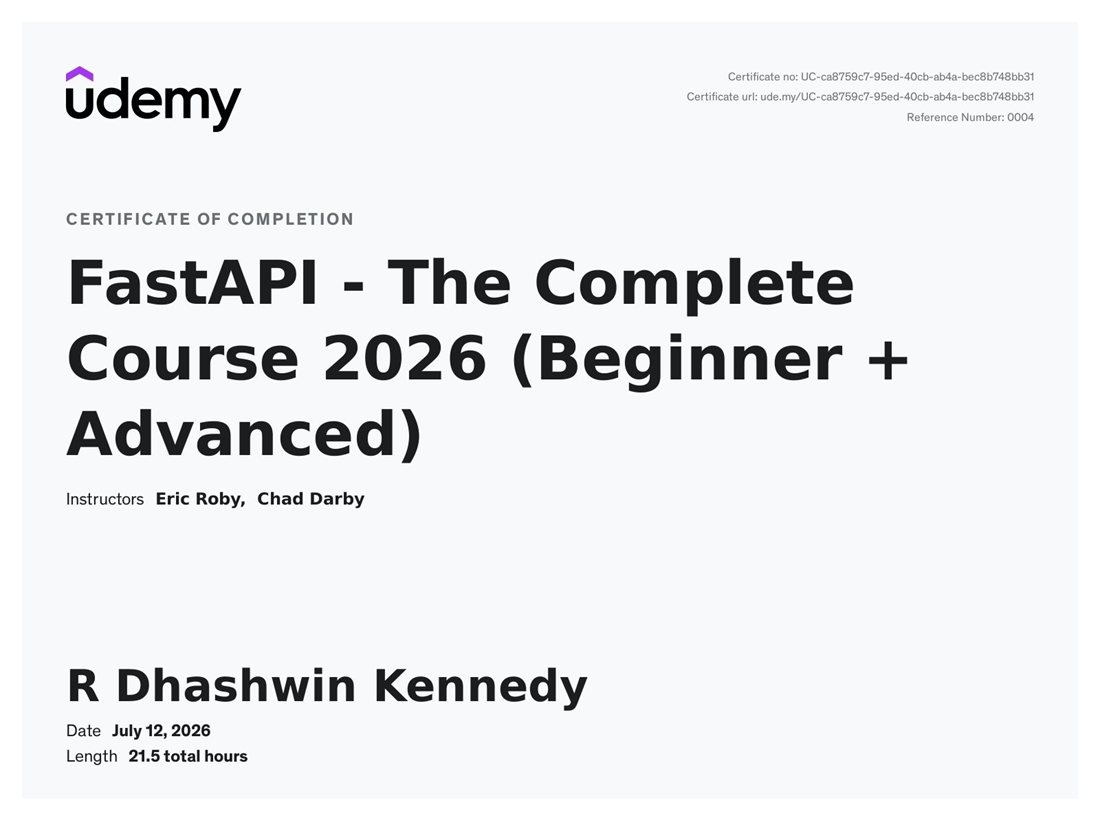 udemy
Certificate no: UC-ca8759c7-95ed-40cb-ab4a-bec8b748bb31
Certificate url: ude.my/UC-ca8759c7-95ed-40cb-ab4a-bec8b748bb31
Reference Number: 0004
CERTIFICATE OF COMPLETION
FastAPI - The Complete
Course 2026 (Beginner +
Advanced)
Instructors Eric Roby, Chad Darby
R Dhashwin Kennedy
Date July 12, 2026
Length 21.5 total hours